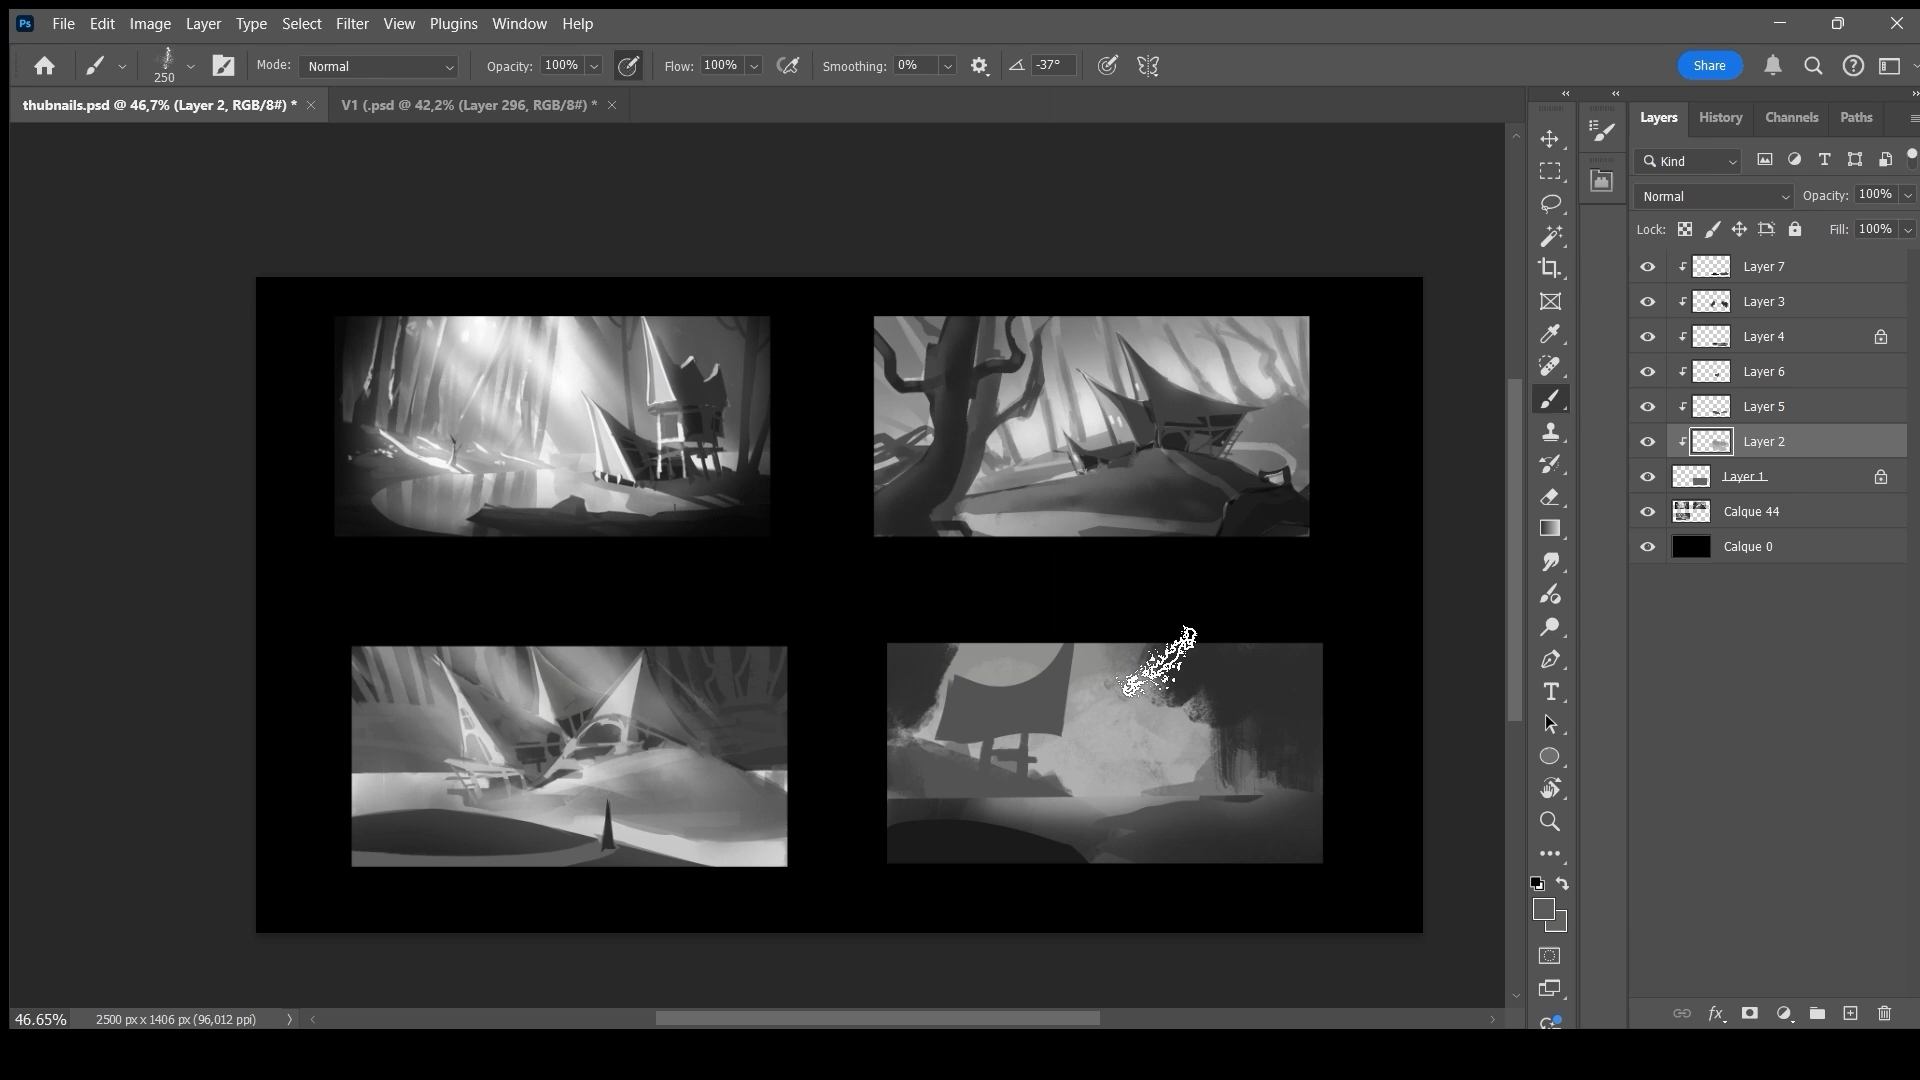 Ps File Edit Image Layer Type Select Filter View Plugins Window Help
250 Mode: Normal Opacity: 100% Flow: 100% Smoothing: 0% -37° Share
thubnails.psd @ 46,7% (Layer 2, RGB/8#) * V1 (.psd @ 42,2% (Layer 296, RGB/8#) *
Layers History Channels Paths
Kind
Normal Opacity: 100%
Lock: Fill: 100%
Layer 7
Layer 3
Layer 4
Layer 6
Layer 5
Layer 2
Layer 1
Calque 44
Calque 0
fx
46.65% 2500 px x 1406 px (96,012 ppi)